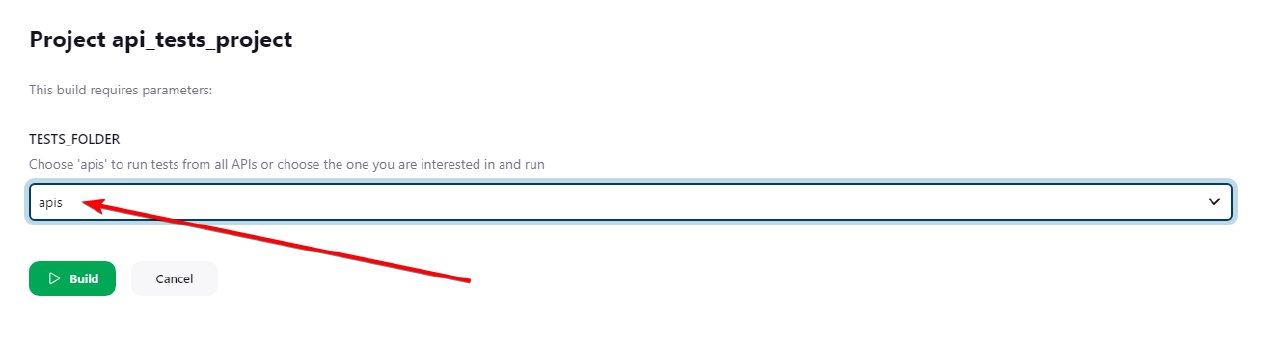 Project api_tests_project
This build requires parameters:
TESTS_FOLDER
Choose 'apis' to run tests from all APIs or choose the one you are interested in and run
apis
Build
Cancel